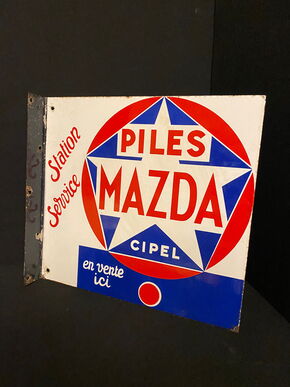 Station
Service
PILES
MAZDA
CIPEL
en vente
ici